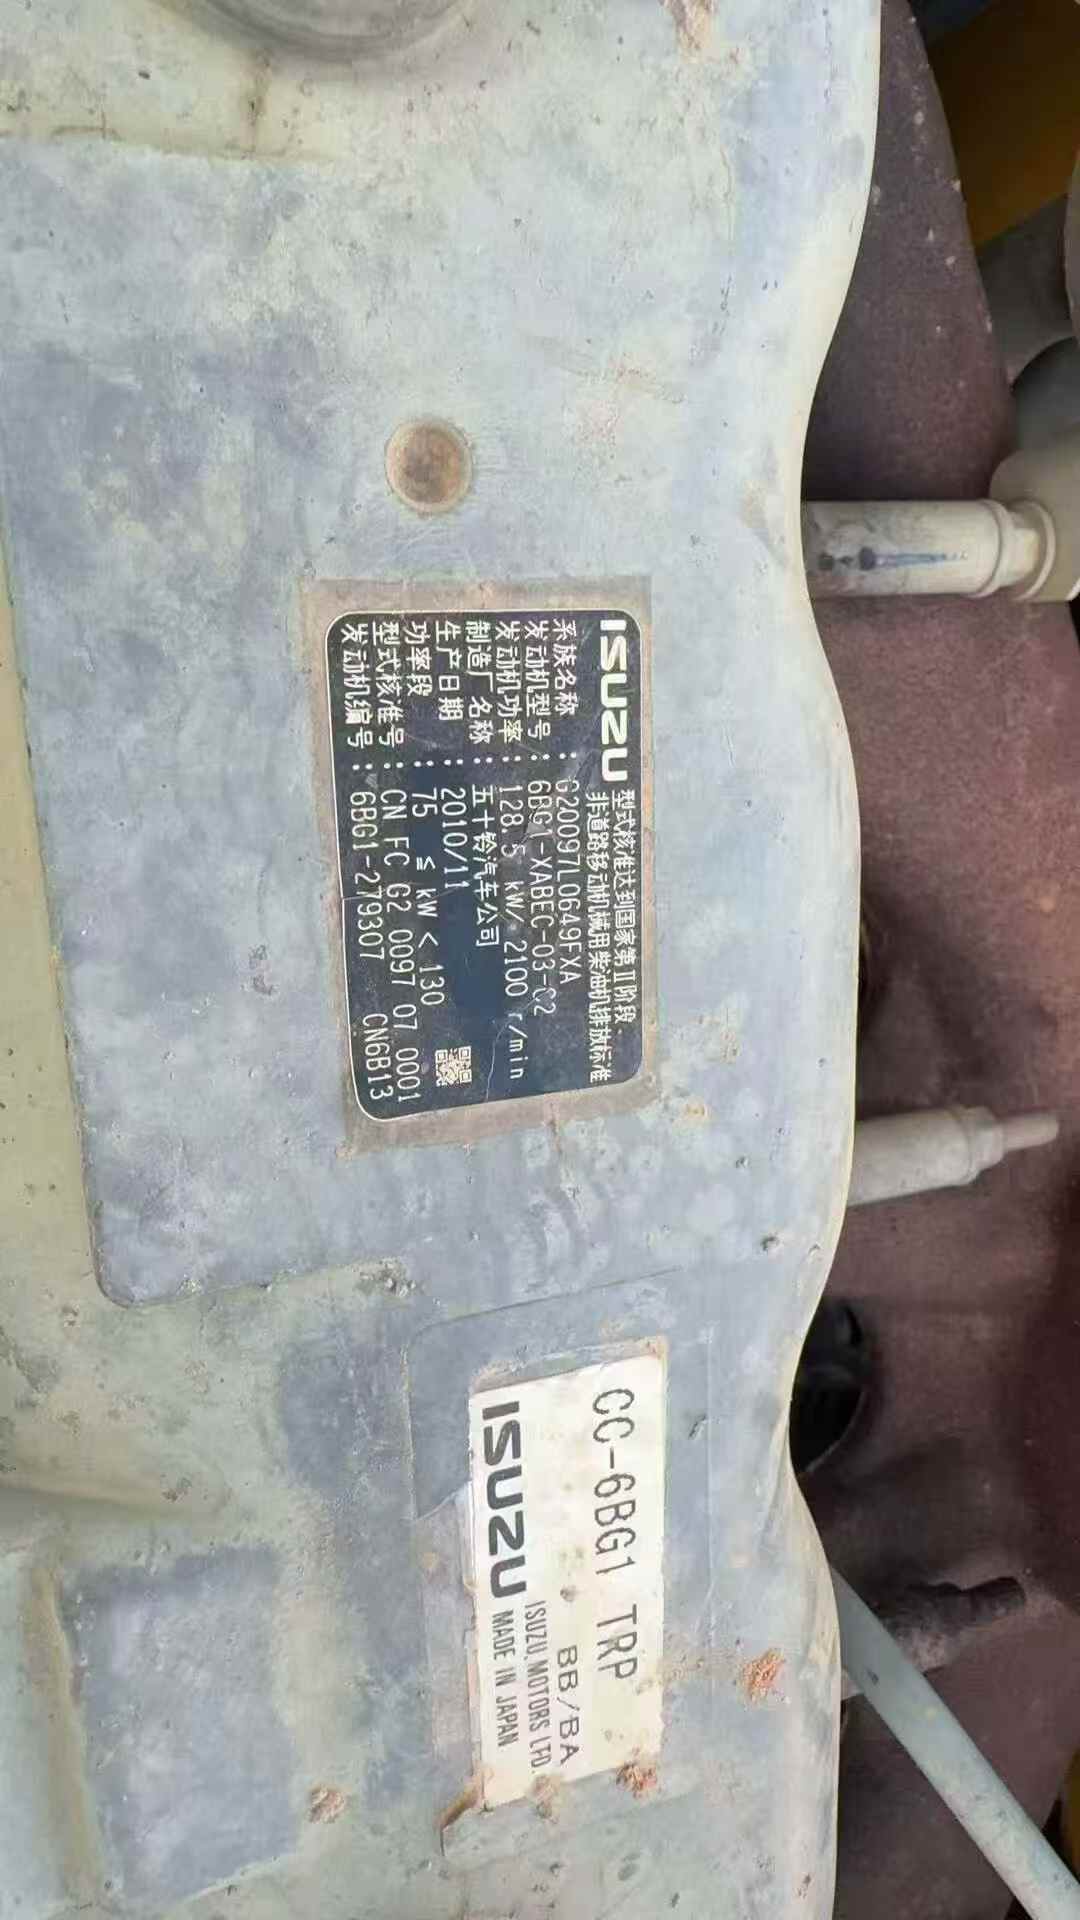 ISUZU 型式核准达到国家第Ⅱ阶段、
非道路移动机械用柴油机排放标准
系族名称 : G20097L0649FXA
发动机型号 : 6BG1-XABEC-03-C2
发动机功率 : 128.5 kW/ 2100 r/min
制造厂名称 : 五十铃汽车公司
生产日期 : 2010/11
功率段 : 75 ≤ kW < 130
型式核准号 : CN FC G2 0097 07 0001
发动机编号 : 6BG1-279307 CN6B13
CC-6BG1 TRP
BB/BA
ISUZU ISUZU MOTORS LTD.
MADE IN JAPAN